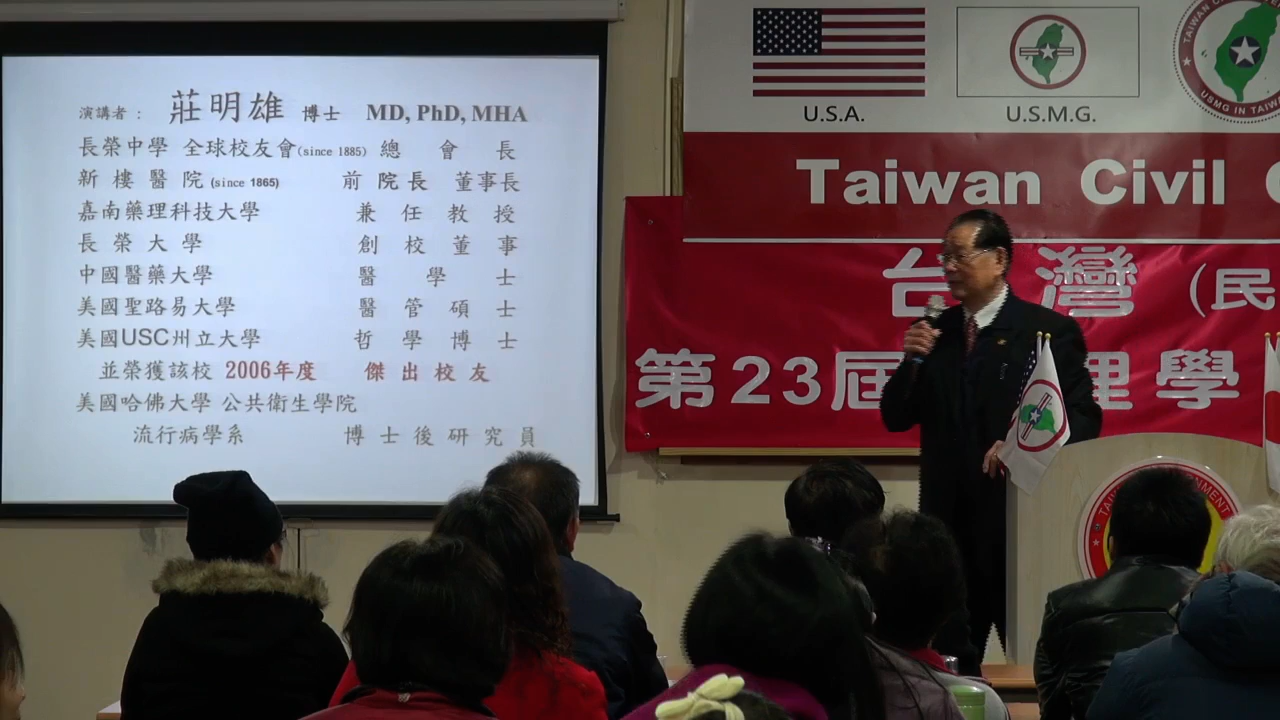 演講者： 莊明雄 博士 MD, PhD, MHA
長榮中學 全球校友會(since 1885) 總會長
新樓醫院 (since 1865) 前院長 董事長
嘉南藥理科技大學 兼任教授
長榮大學 創校董事
中國醫藥大學 醫學士
美國聖路易大學 醫管碩士
美國USC州立大學 哲學博士
並榮獲該校 2006年度 傑出校友
美國哈佛大學 公共衛生學院
流行病學系 博士後研究員
U.S.A.
U.S.M.G.
USMG IN TAIW
Taiwan Civil
台灣（民
第23屆 理學